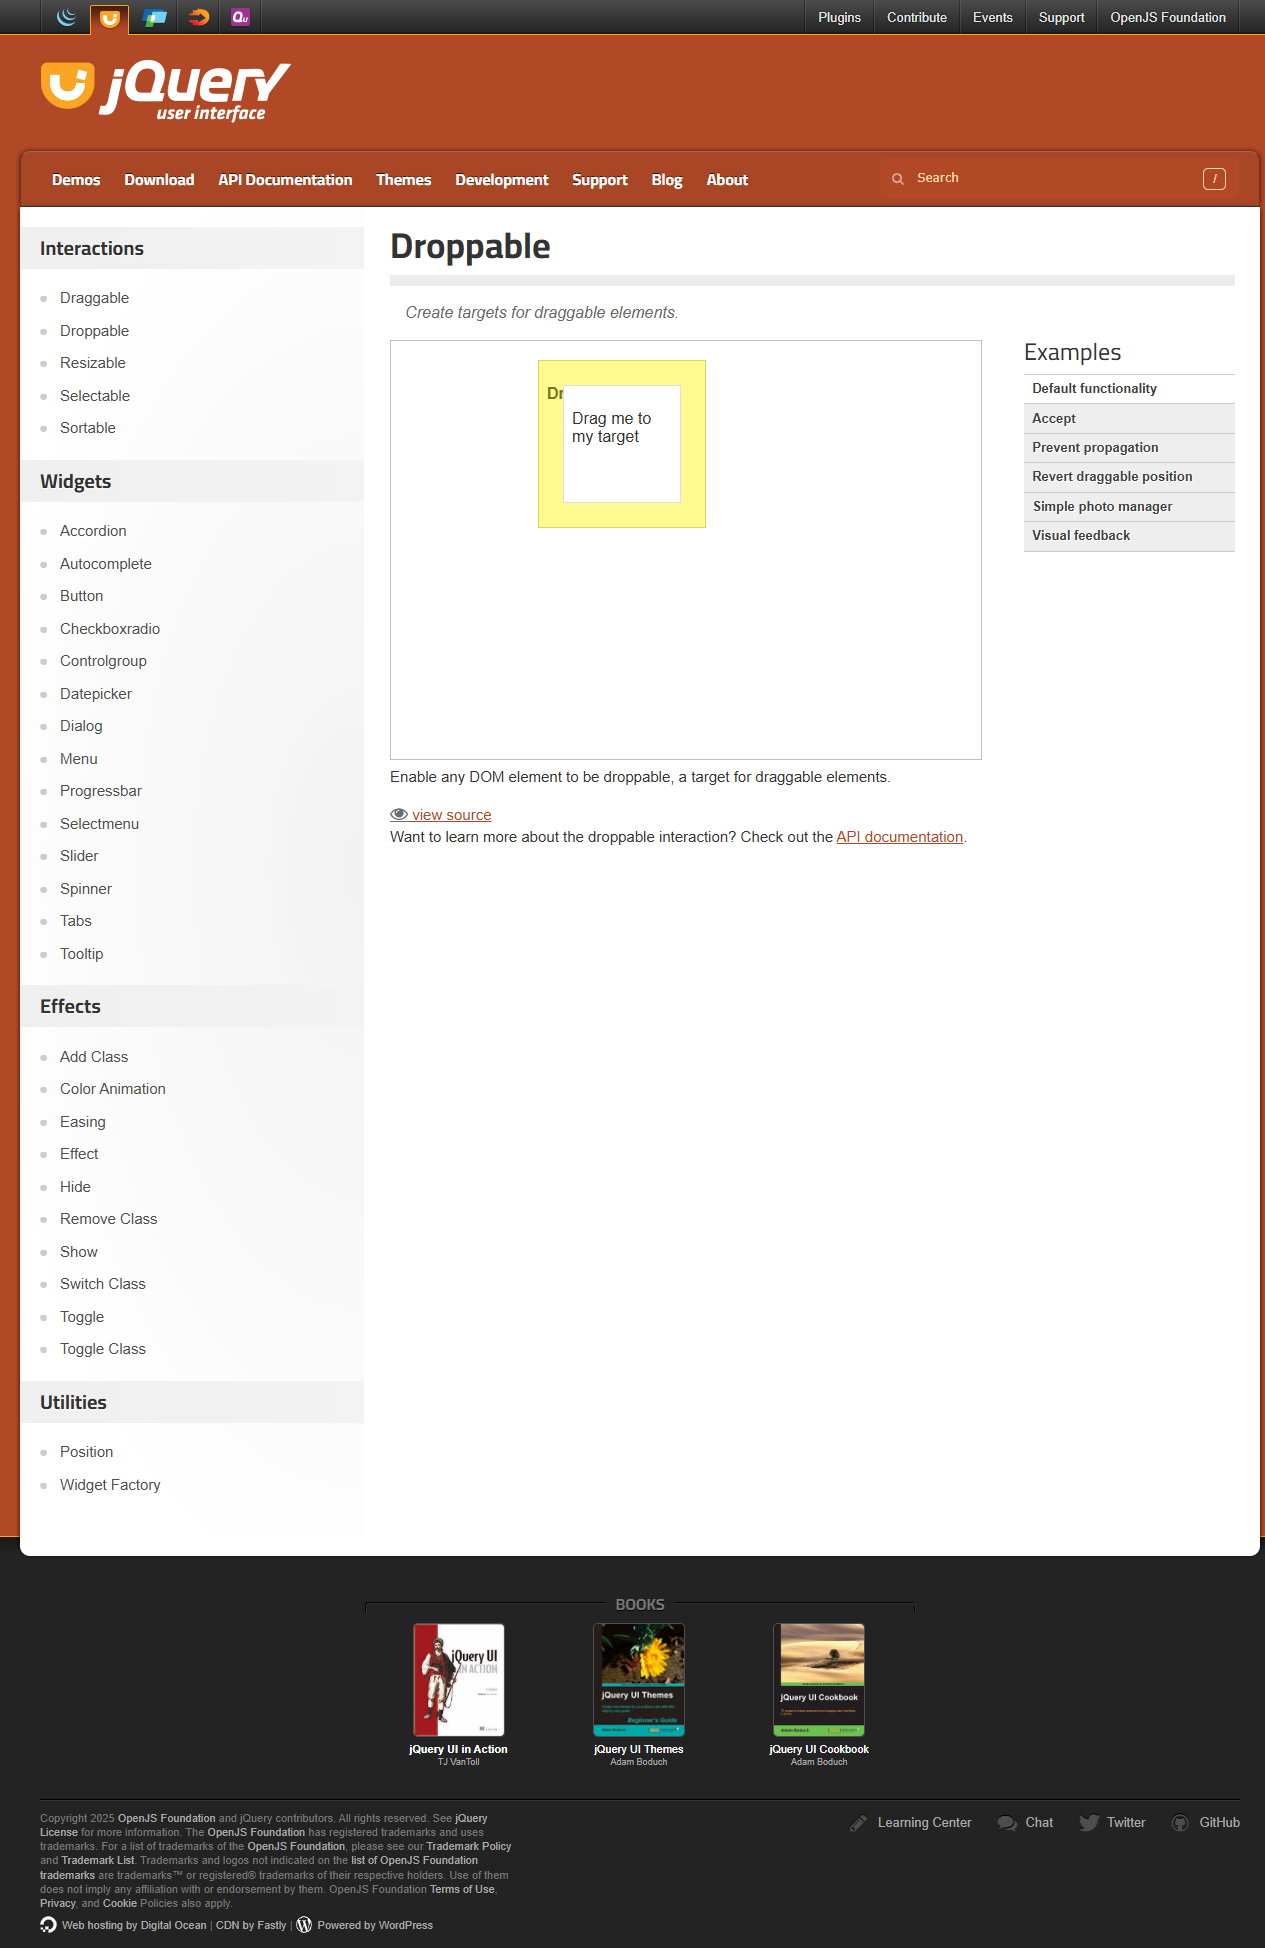 Plugins
Contribute
Events
Support
OpenJS Foundation
jQuery
user interface
Demos
Download
API Documentation
Themes
Development
Support
Blog
About
Search
/
Interactions
Draggable
Droppable
Resizable
Selectable
Sortable
Widgets
Accordion
Autocomplete
Button
Checkboxradio
Controlgroup
Datepicker
Dialog
Menu
Progressbar
Selectmenu
Slider
Spinner
Tabs
Tooltip
Effects
Add Class
Color Animation
Easing
Effect
Hide
Remove Class
Show
Switch Class
Toggle
Toggle Class
Utilities
Position
Widget Factory
Droppable
Create targets for draggable elements.
Dr
Drag me to
my target
Enable any DOM element to be droppable, a target for draggable elements.
view source
Want to learn more about the droppable interaction? Check out the API documentation.
Examples
Default functionality
Accept
Prevent propagation
Revert draggable position
Simple photo manager
Visual feedback
BOOKS
jQuery UI
IN ACTION
jQuery UI Themes
Beginner's Guide
jQuery UI Cookbook
jQuery UI in Action
TJ VanToll
jQuery UI Themes
Adam Boduch
jQuery UI Cookbook
Adam Boduch
Copyright 2025 OpenJS Foundation and jQuery contributors. All rights reserved. See jQuery
License for more information. The OpenJS Foundation has registered trademarks and uses
trademarks. For a list of trademarks of the OpenJS Foundation, please see our Trademark Policy
and Trademark List. Trademarks and logos not indicated on the list of OpenJS Foundation
trademarks are trademarks™ or registered® trademarks of their respective holders. Use of them
does not imply any affiliation with or endorsement by them. OpenJS Foundation Terms of Use,
Privacy, and Cookie Policies also apply.
Web hosting by Digital Ocean | CDN by Fastly | Powered by WordPress
Learning Center
Chat
Twitter
GitHub